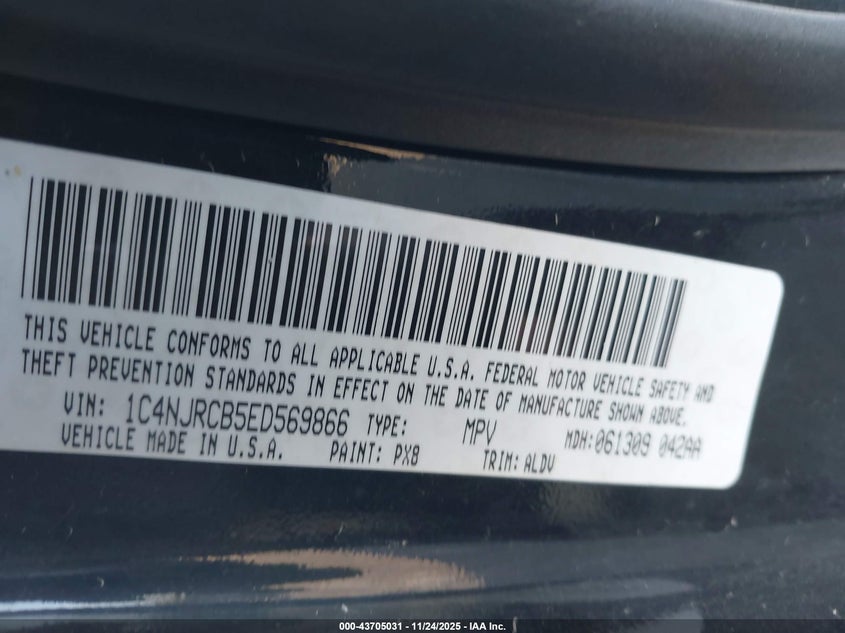 THIS VEHICLE CONFORMS TO ALL APPLICABLE U.S.A. FEDERAL MOTOR VEHICLE SAFETY AND
THEFT PREVENTION STANDARDS IN EFFECT ON THE DATE OF MANUFACTURE SHOWN ABOVE.
VIN: 1C4NJRCB5ED569866 TYPE: MPV MDH:061309 042AA
VEHICLE MADE IN U.S.A. PAINT: PX8 TRIM: ALDV
000-43705031 - 11/24/2025 - IAA Inc.